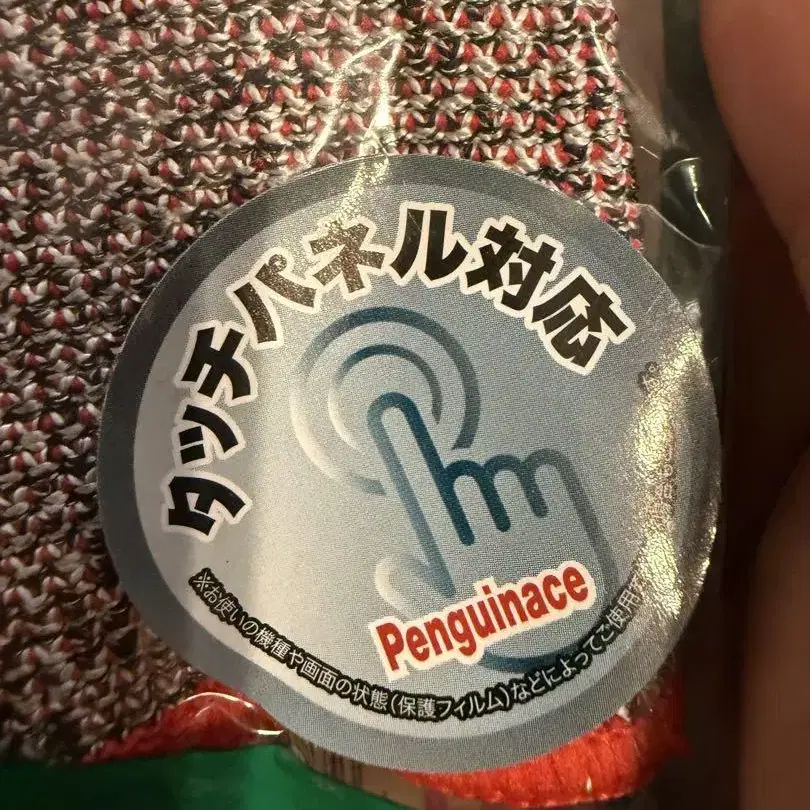 タッチパネル対応
Penguinace
※お使いの機種や画面の状態(保護フィルム)などによってご使用